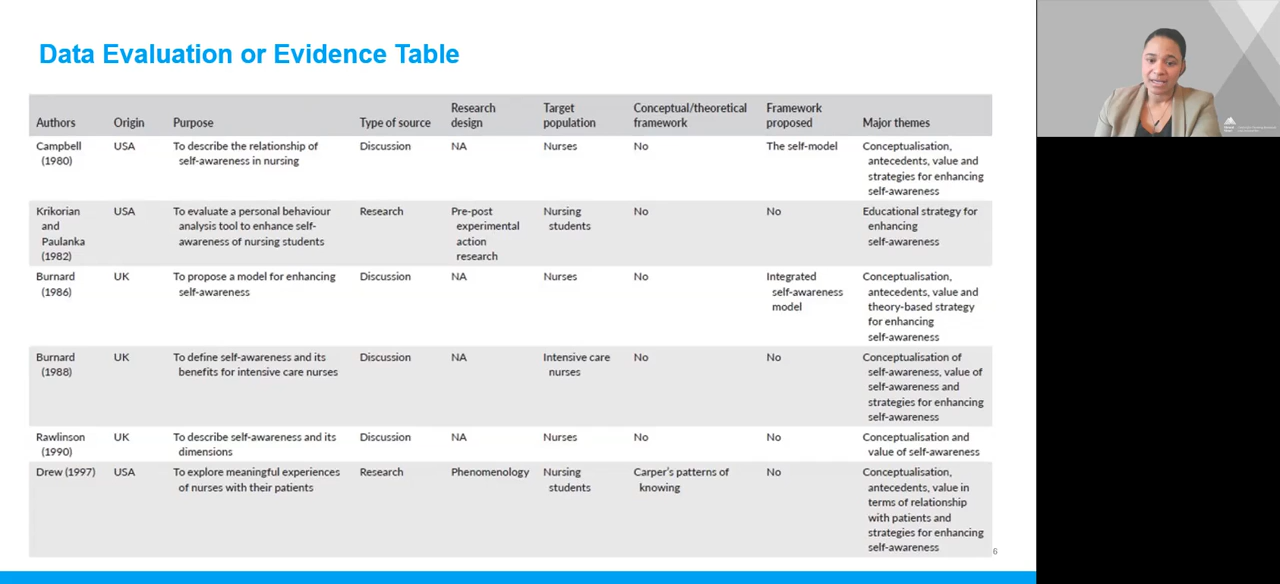 Data Evaluation or Evidence Table
Authors Origin Purpose Type of source Research design Target population Conceptual/theoretical framework Framework proposed Major themes
Campbell (1980) USA To describe the relationship of self-awareness in nursing Discussion NA Nurses No The self-model Conceptualisation, antecedents, value and strategies for enhancing self-awareness
Krikorian and Paulanka (1982) USA To evaluate a personal behaviour analysis tool to enhance self-awareness of nursing students Research Pre-post experimental action research Nursing students No No Educational strategy for enhancing self-awareness
Burnard (1986) UK To propose a model for enhancing self-awareness Discussion NA Nurses No Integrated self-awareness model Conceptualisation, antecedents, value and theory-based strategy for enhancing self-awareness
Burnard (1988) UK To define self-awareness and its benefits for intensive care nurses Discussion NA Intensive care nurses No No Conceptualisation of self-awareness, value of self-awareness and strategies for enhancing self-awareness
Rawlinson (1990) UK To describe self-awareness and its dimensions Discussion NA Nurses No No Conceptualisation and value of self-awareness
Drew (1997) USA To explore meaningful experiences of nurses with their patients Research Phenomenology Nursing students Carper's patterns of knowing No Conceptualisation, antecedents, value in terms of relationship with patients and strategies for enhancing self-awareness
6